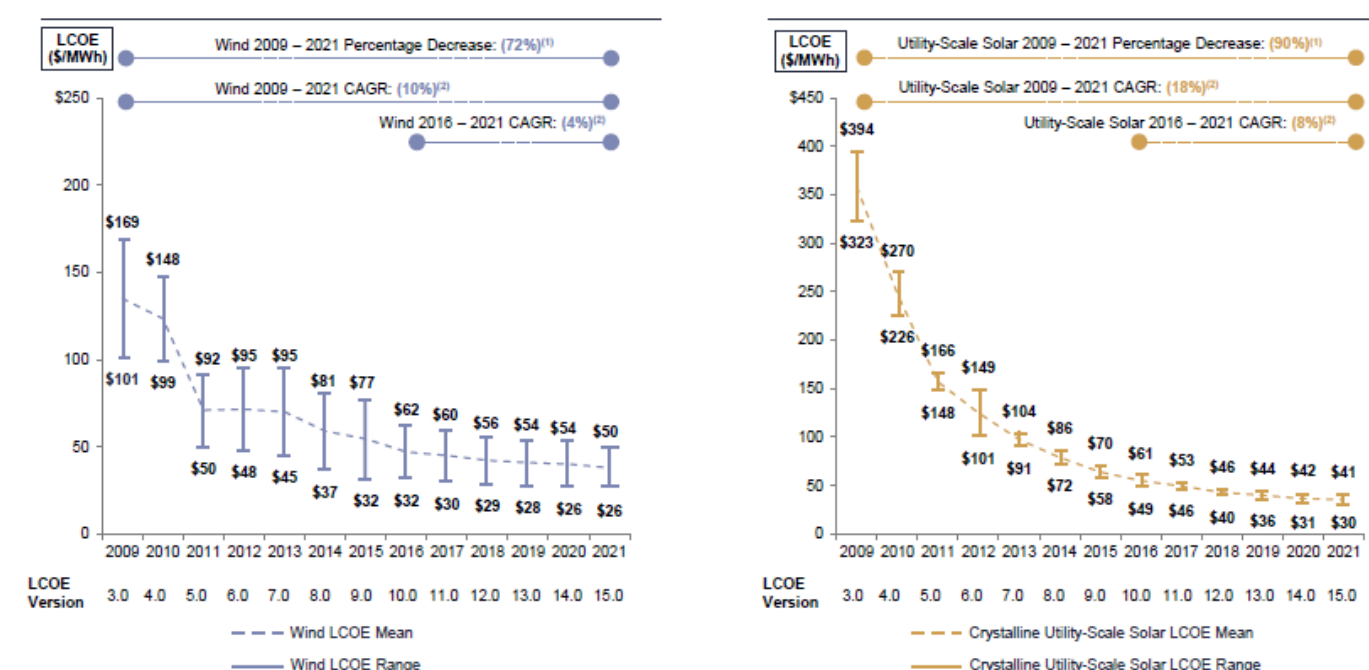 LCOE
($/MWh)
Wind 2009 – 2021 Percentage Decrease: (72%)(1)
Wind 2009 – 2021 CAGR: (10%)(2)
Wind 2016 – 2021 CAGR: (4%)(2)
$250
200
150
100
50
0
$169
$148
$92 $95 $95
$81 $77
$62 $60 $56 $54 $54 $50
$101 $99
$50 $48 $45
$37 $32 $32 $30 $29 $28 $26 $26
2009 2010 2011 2012 2013 2014 2015 2016 2017 2018 2019 2020 2021
LCOE
Version 3.0 4.0 5.0 6.0 7.0 8.0 9.0 10.0 11.0 12.0 13.0 14.0 15.0
Wind LCOE Mean
Wind LCOE Range
LCOE
($/MWh)
Utility-Scale Solar 2009 – 2021 Percentage Decrease: (90%)(1)
Utility-Scale Solar 2009 – 2021 CAGR: (18%)(2)
Utility-Scale Solar 2016 – 2021 CAGR: (8%)(2)
$450
400
350
300
250
200
150
100
50
0
$394
$323 $270
$226 $166
$149
$148 $104
$101 $91 $86
$72 $70
$58 $61 $53 $46 $44 $42 $41
$49 $46 $40 $36 $31 $30
2009 2010 2011 2012 2013 2014 2015 2016 2017 2018 2019 2020 2021
LCOE
Version 3.0 4.0 5.0 6.0 7.0 8.0 9.0 10.0 11.0 12.0 13.0 14.0 15.0
Crystalline Utility-Scale Solar LCOE Mean
Crystalline Utility-Scale Solar LCOE Range